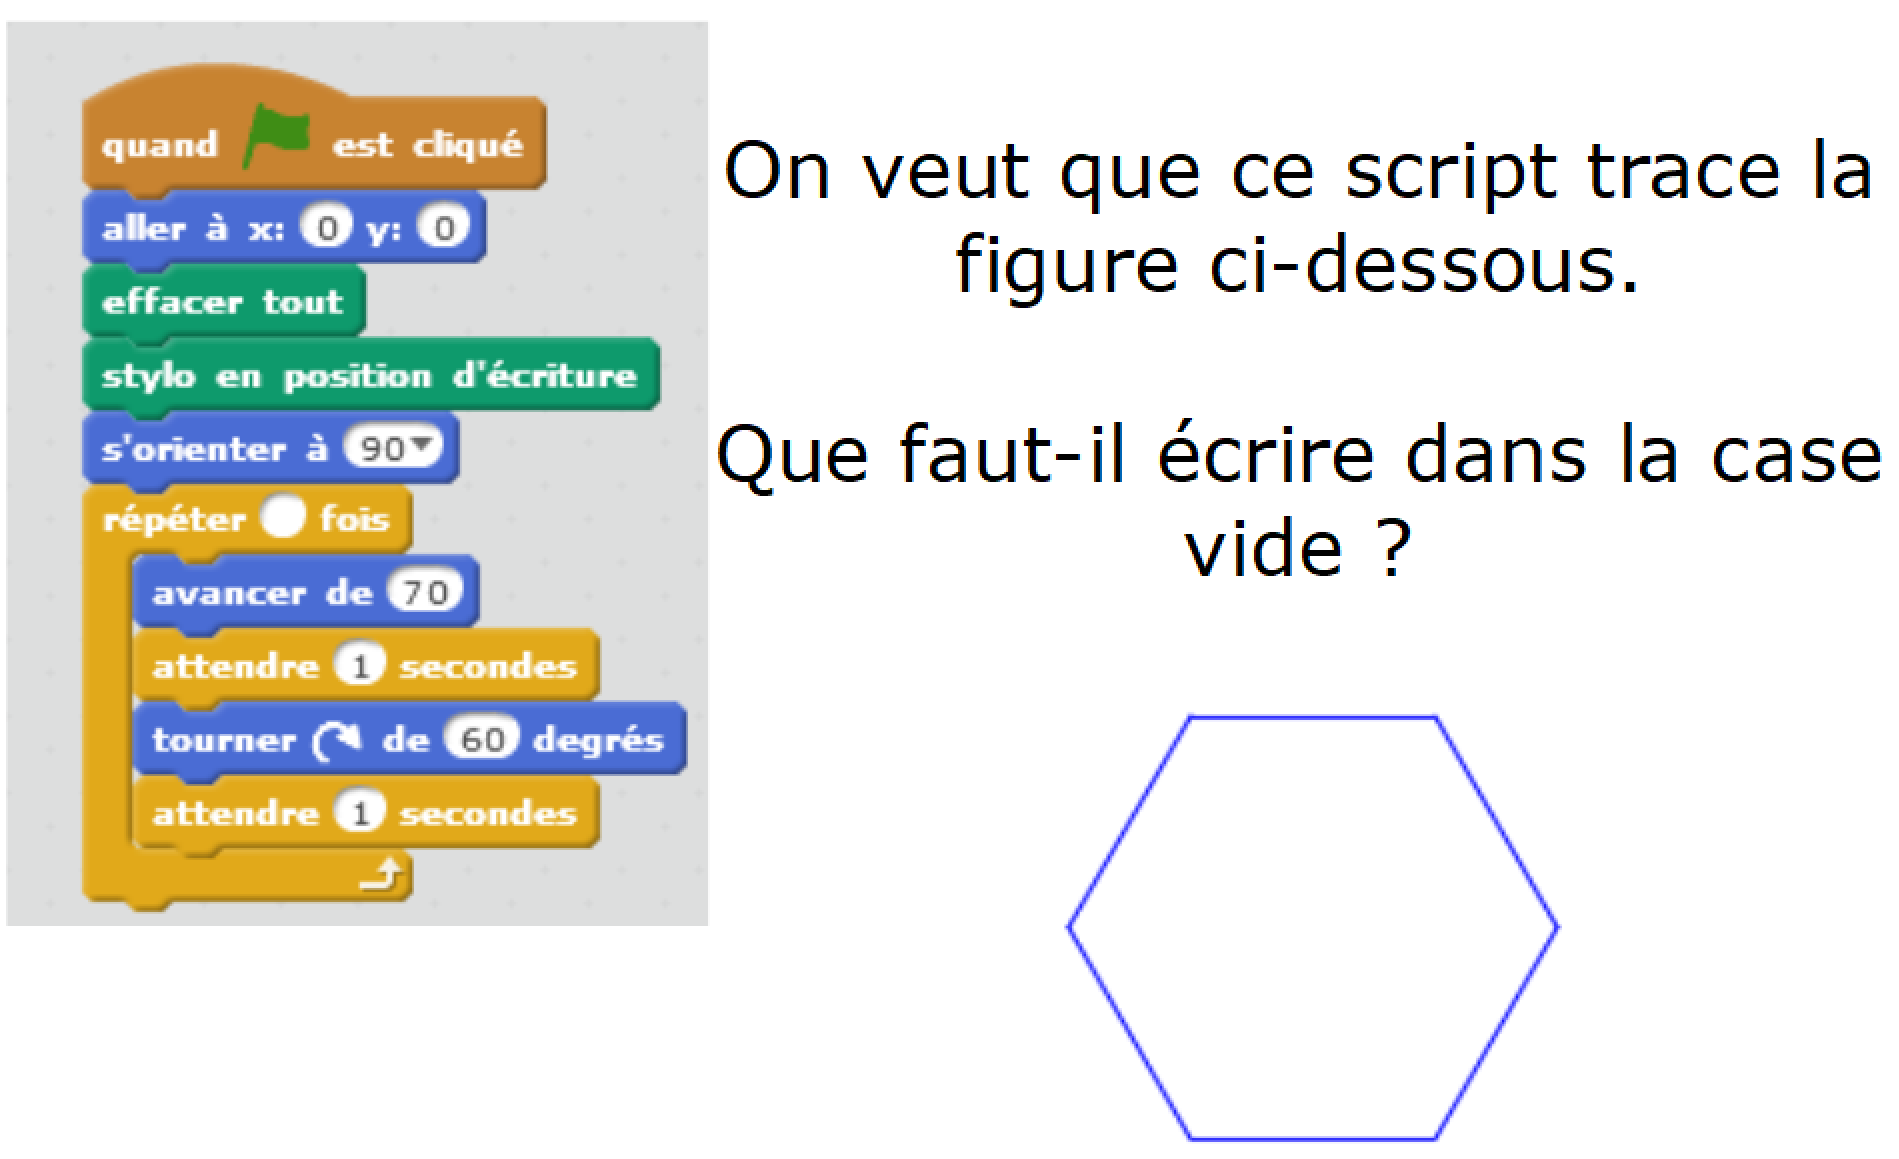 quand est cliqué
aller à x: 0 y: 0
effacer tout
stylo en position d'écriture
s'orienter à 90
répéter fois
avancer de 70
attendre 1 secondes
tourner de 60 degrés
attendre 1 secondes
On veut que ce script trace la
figure ci-dessous.
Que faut-il écrire dans la case
vide ?